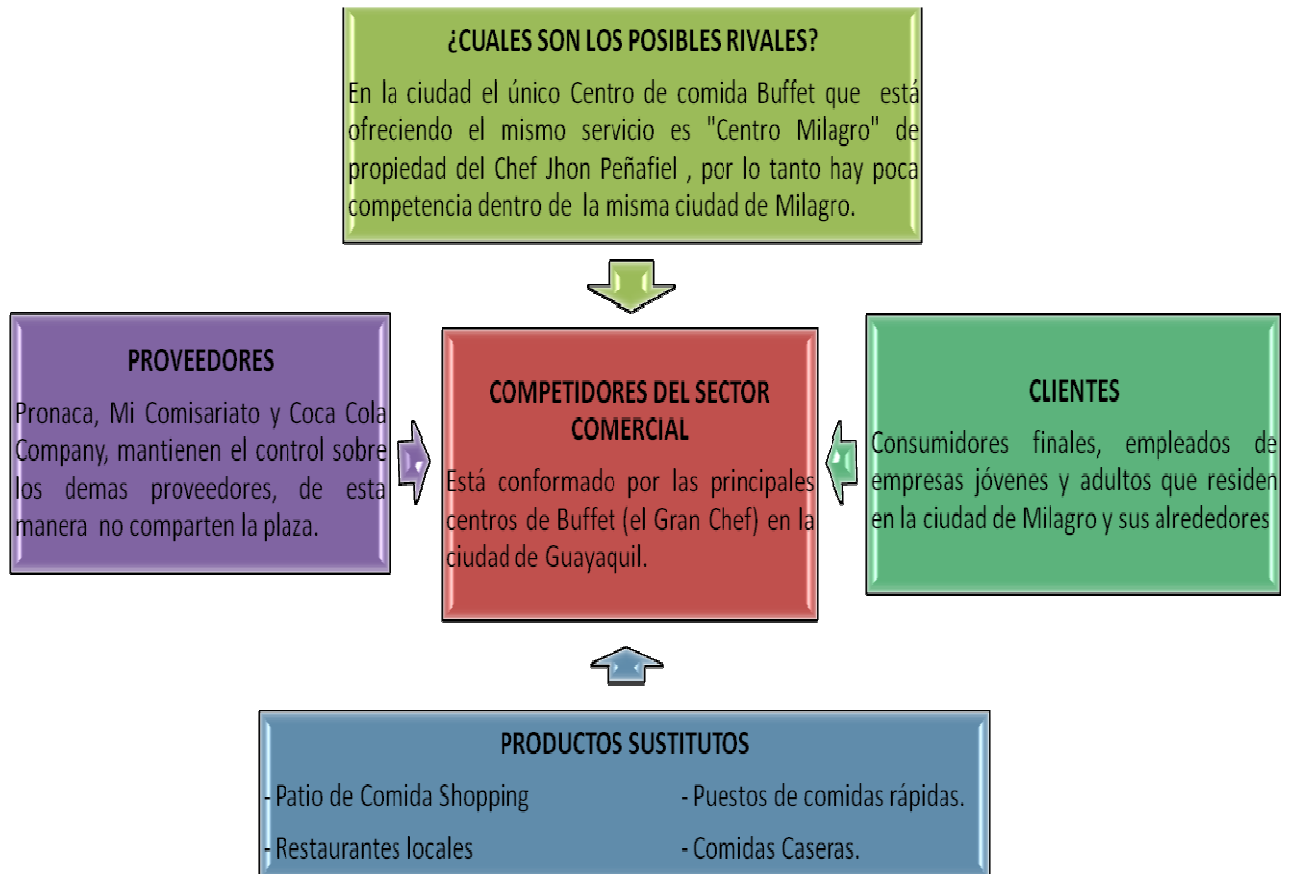 ¿CUALES SON LOS POSIBLES RIVALES?
En la ciudad el único Centro de comida Buffet que está
ofreciendo el mismo servicio es "Centro Milagro" de
propiedad del Chef Jhon Peñafiel , por lo tanto hay poca
competencia dentro de la misma ciudad de Milagro.
PROVEEDORES
Pronaca, Mi Comisariato y Coca Cola
Company, mantienen el control sobre
los demas proveedores, de esta
manera no comparten la plaza.
COMPETIDORES DEL SECTOR
COMERCIAL
Está conformado por las principales
centros de Buffet (el Gran Chef) en la
ciudad de Guayaquil.
CLIENTES
Consumidores finales, empleados de
empresas jóvenes y adultos que residen
en la ciudad de Milagro y sus alrededores
PRODUCTOS SUSTITUTOS
- Patio de Comida Shopping
- Puestos de comidas rápidas.
- Restaurantes locales
- Comidas Caseras.